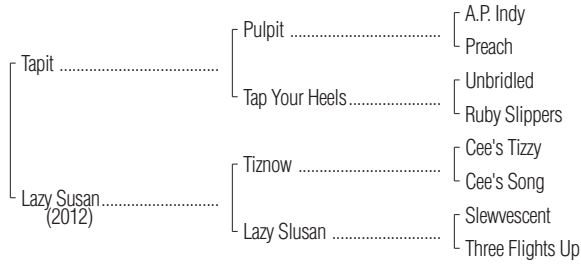 A.P. Indy
Pulpit
Preach
Tapit
Unbridled
Tap Your Heels
Ruby Slippers
Cee's Tizzy
Tiznow
Cee's Song
Lazy Susan
(2012)
Slewvescent
Lazy Slusan
Three Flights Up